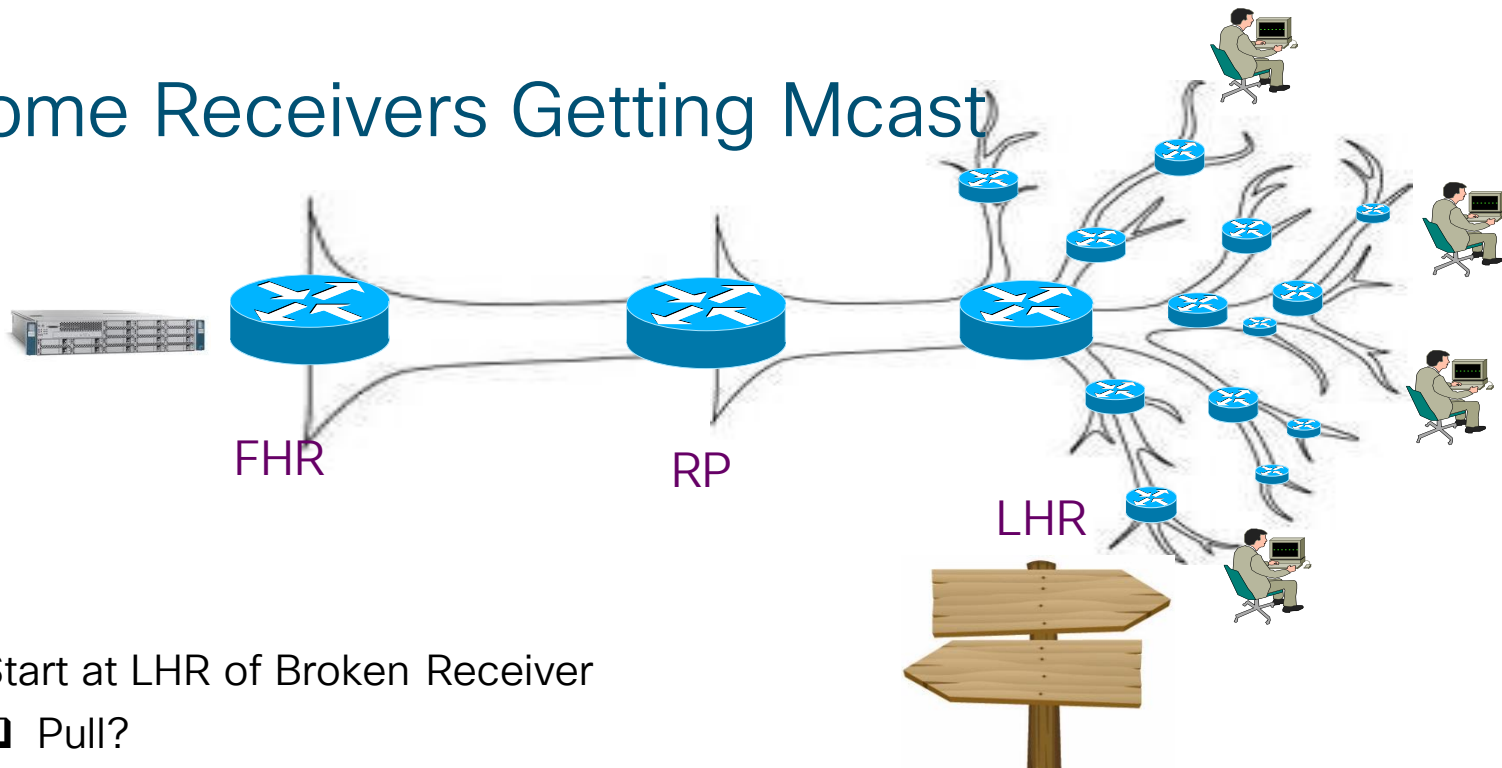 ome Receivers Getting Mcast
FHR
RP
LHR
Start at LHR of Broken Receiver
Pull?